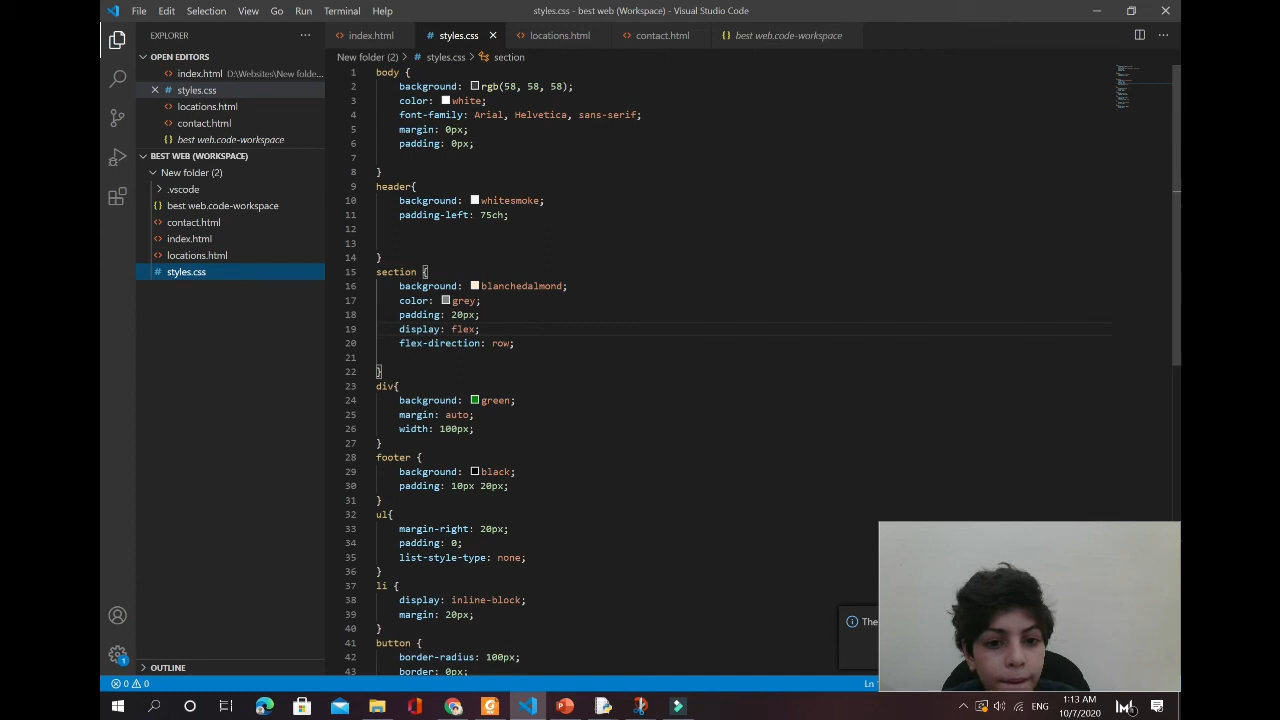 File Edit Selection View Go Run Terminal Help
styles.css - best web (Workspace) - Visual Studio Code
EXPLORER
index.html
styles.css
locations.html
contact.html
best web.code-workspace
New folder (2) > styles.css > section
OPEN EDITORS
index.html D:\Websites\New folde...
styles.css
locations.html
contact.html
best web.code-workspace
BEST WEB (WORKSPACE)
New folder (2)
.vscode
best web.code-workspace
contact.html
index.html
locations.html
styles.css
OUTLINE
1 body {
2 background: rgb(58, 58, 58);
3 color: white;
4 font-family: Arial, Helvetica, sans-serif;
5 margin: 0px;
6 padding: 0px;
7
8 }
9 header{
10 background: whitesmoke;
11 padding-left: 75ch;
12
13
14 }
15 section {
16 background: blanchedalmond;
17 color: grey;
18 padding: 20px;
19 display: flex;
20 flex-direction: row;
21
22 }
23 div{
24 background: green;
25 margin: auto;
26 width: 100px;
27 }
28 footer {
29 background: black;
30 padding: 10px 20px;
31 }
32 ul{
33 margin-right: 20px;
34 padding: 0;
35 list-style-type: none;
36 }
37 li {
38 display: inline-block;
39 margin: 20px;
40 }
41 button {
42 border-radius: 100px;
43 border: 0px;
The
1
0 0
Ln
ENG
1:13 AM
10/7/2020